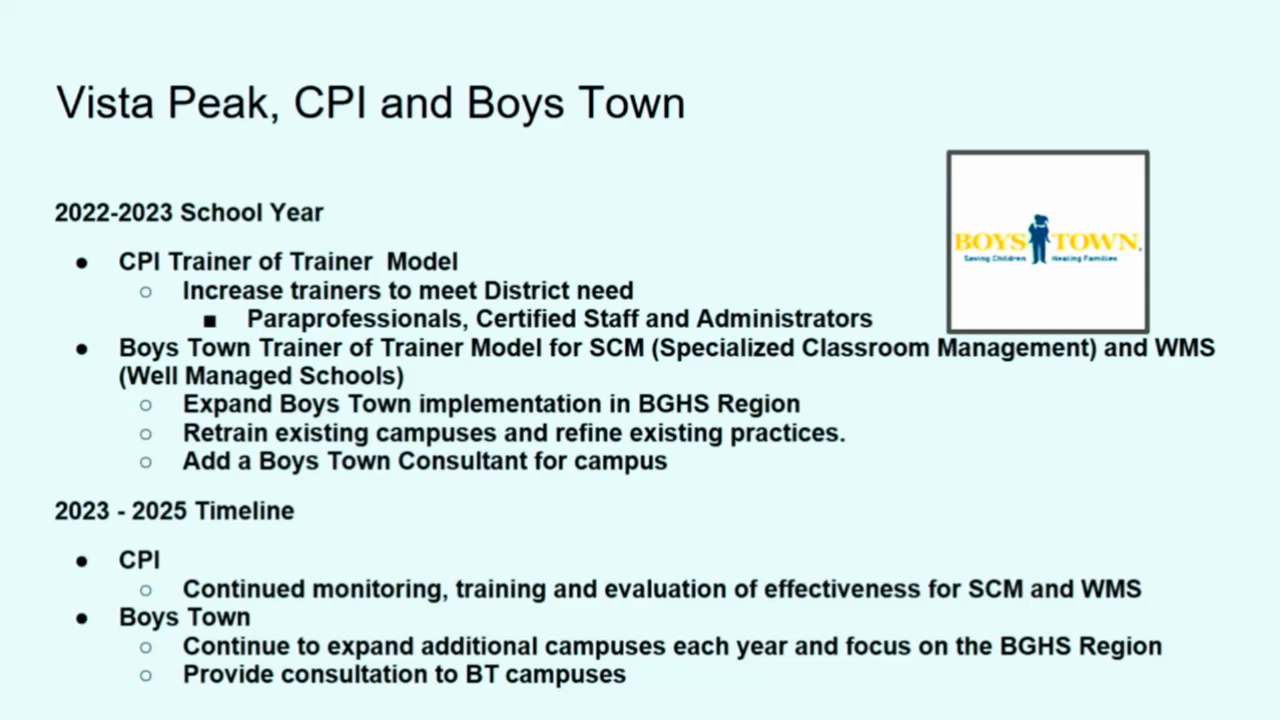 Vista Peak, CPI and Boys Town
2022-2023 School Year
● CPI Trainer of Trainer Model
○ Increase trainers to meet District need
■ Paraprofessionals, Certified Staff and Administrators
BOYS TOWN.
Saving Children Healing Families
● Boys Town Trainer of Trainer Model for SCM (Specialized Classroom Management) and WMS
(Well Managed Schools)
○ Expand Boys Town implementation in BGHS Region
○ Retrain existing campuses and refine existing practices.
○ Add a Boys Town Consultant for campus
2023 - 2025 Timeline
● CPI
○ Continued monitoring, training and evaluation of effectiveness for SCM and WMS
● Boys Town
○ Continue to expand additional campuses each year and focus on the BGHS Region
○ Provide consultation to BT campuses